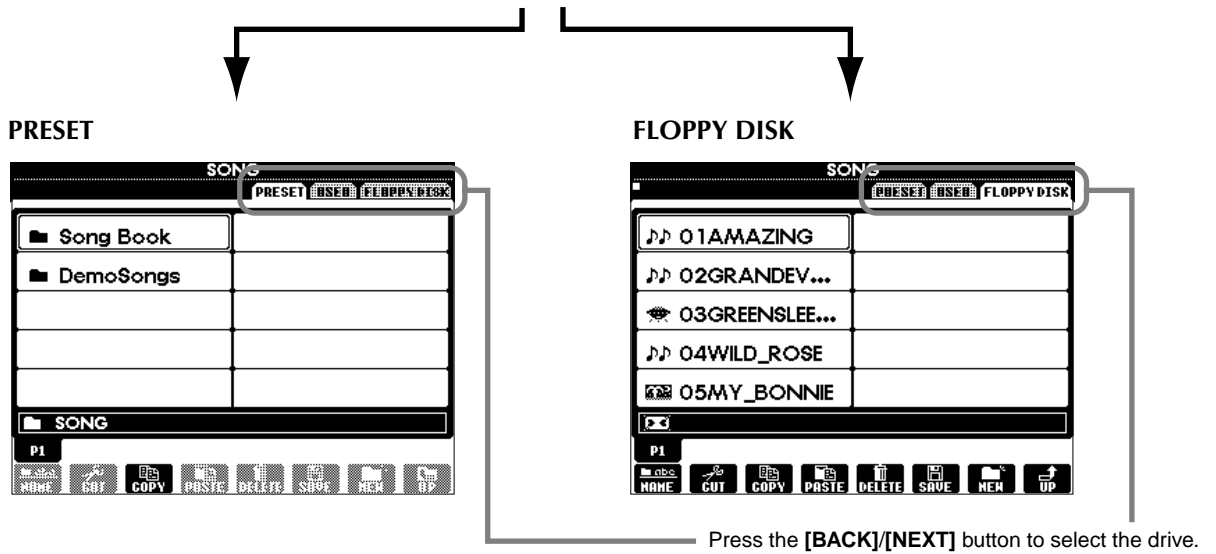 PRESET
SONG
PRESET USER FLOPPY DISK
Song Book
DemoSongs
SONG
P1
NAME CUT COPY PASTE DELETE SAVE NEW UP
FLOPPY DISK
SONG
PRESET USER FLOPPY DISK
01AMAZING
02GRANDEV...
03GREENSLEE...
04WILD_ROSE
05MY_BONNIE
P1
abc
NAME CUT COPY PASTE DELETE SAVE NEW UP
Press the [BACK]/[NEXT] button to select the drive.